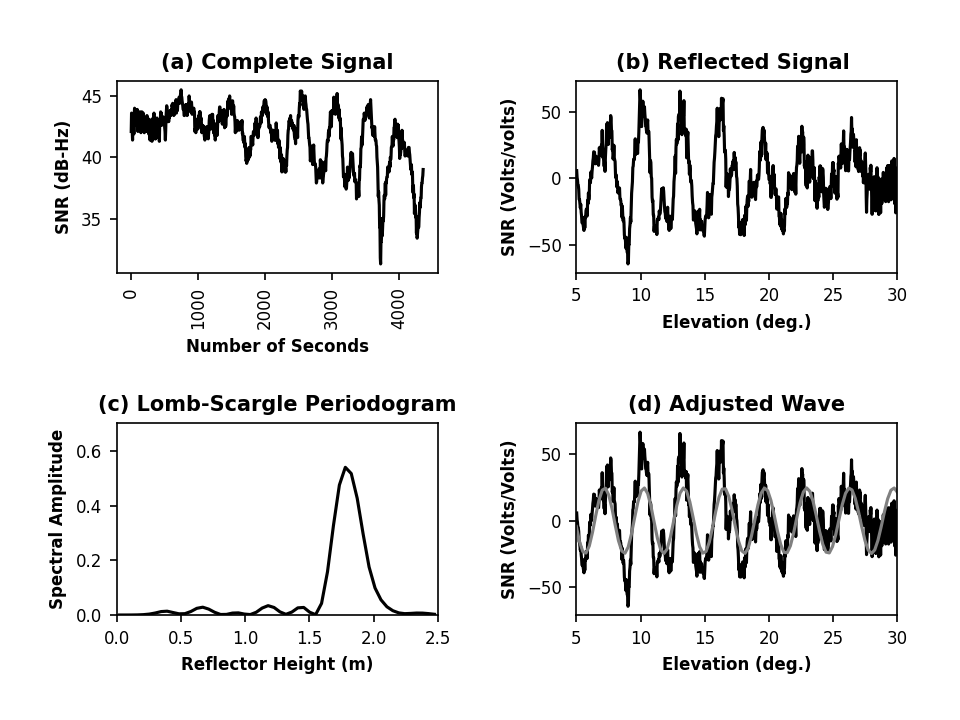 (a) Complete Signal
SNR (dB-Hz)
45
40
35
0
1000
2000
3000
4000
Number of Seconds
(b) Reflected Signal
SNR (Volts/volts)
50
0
−50
5 10 15 20 25 30
Elevation (deg.)
(c) Lomb-Scargle Periodogram
Spectral Amplitude
0.6
0.4
0.2
0.0
0.0 0.5 1.0 1.5 2.0 2.5
Reflector Height (m)
(d) Adjusted Wave
SNR (Volts/Volts)
50
0
−50
5 10 15 20 25 30
Elevation (deg.)